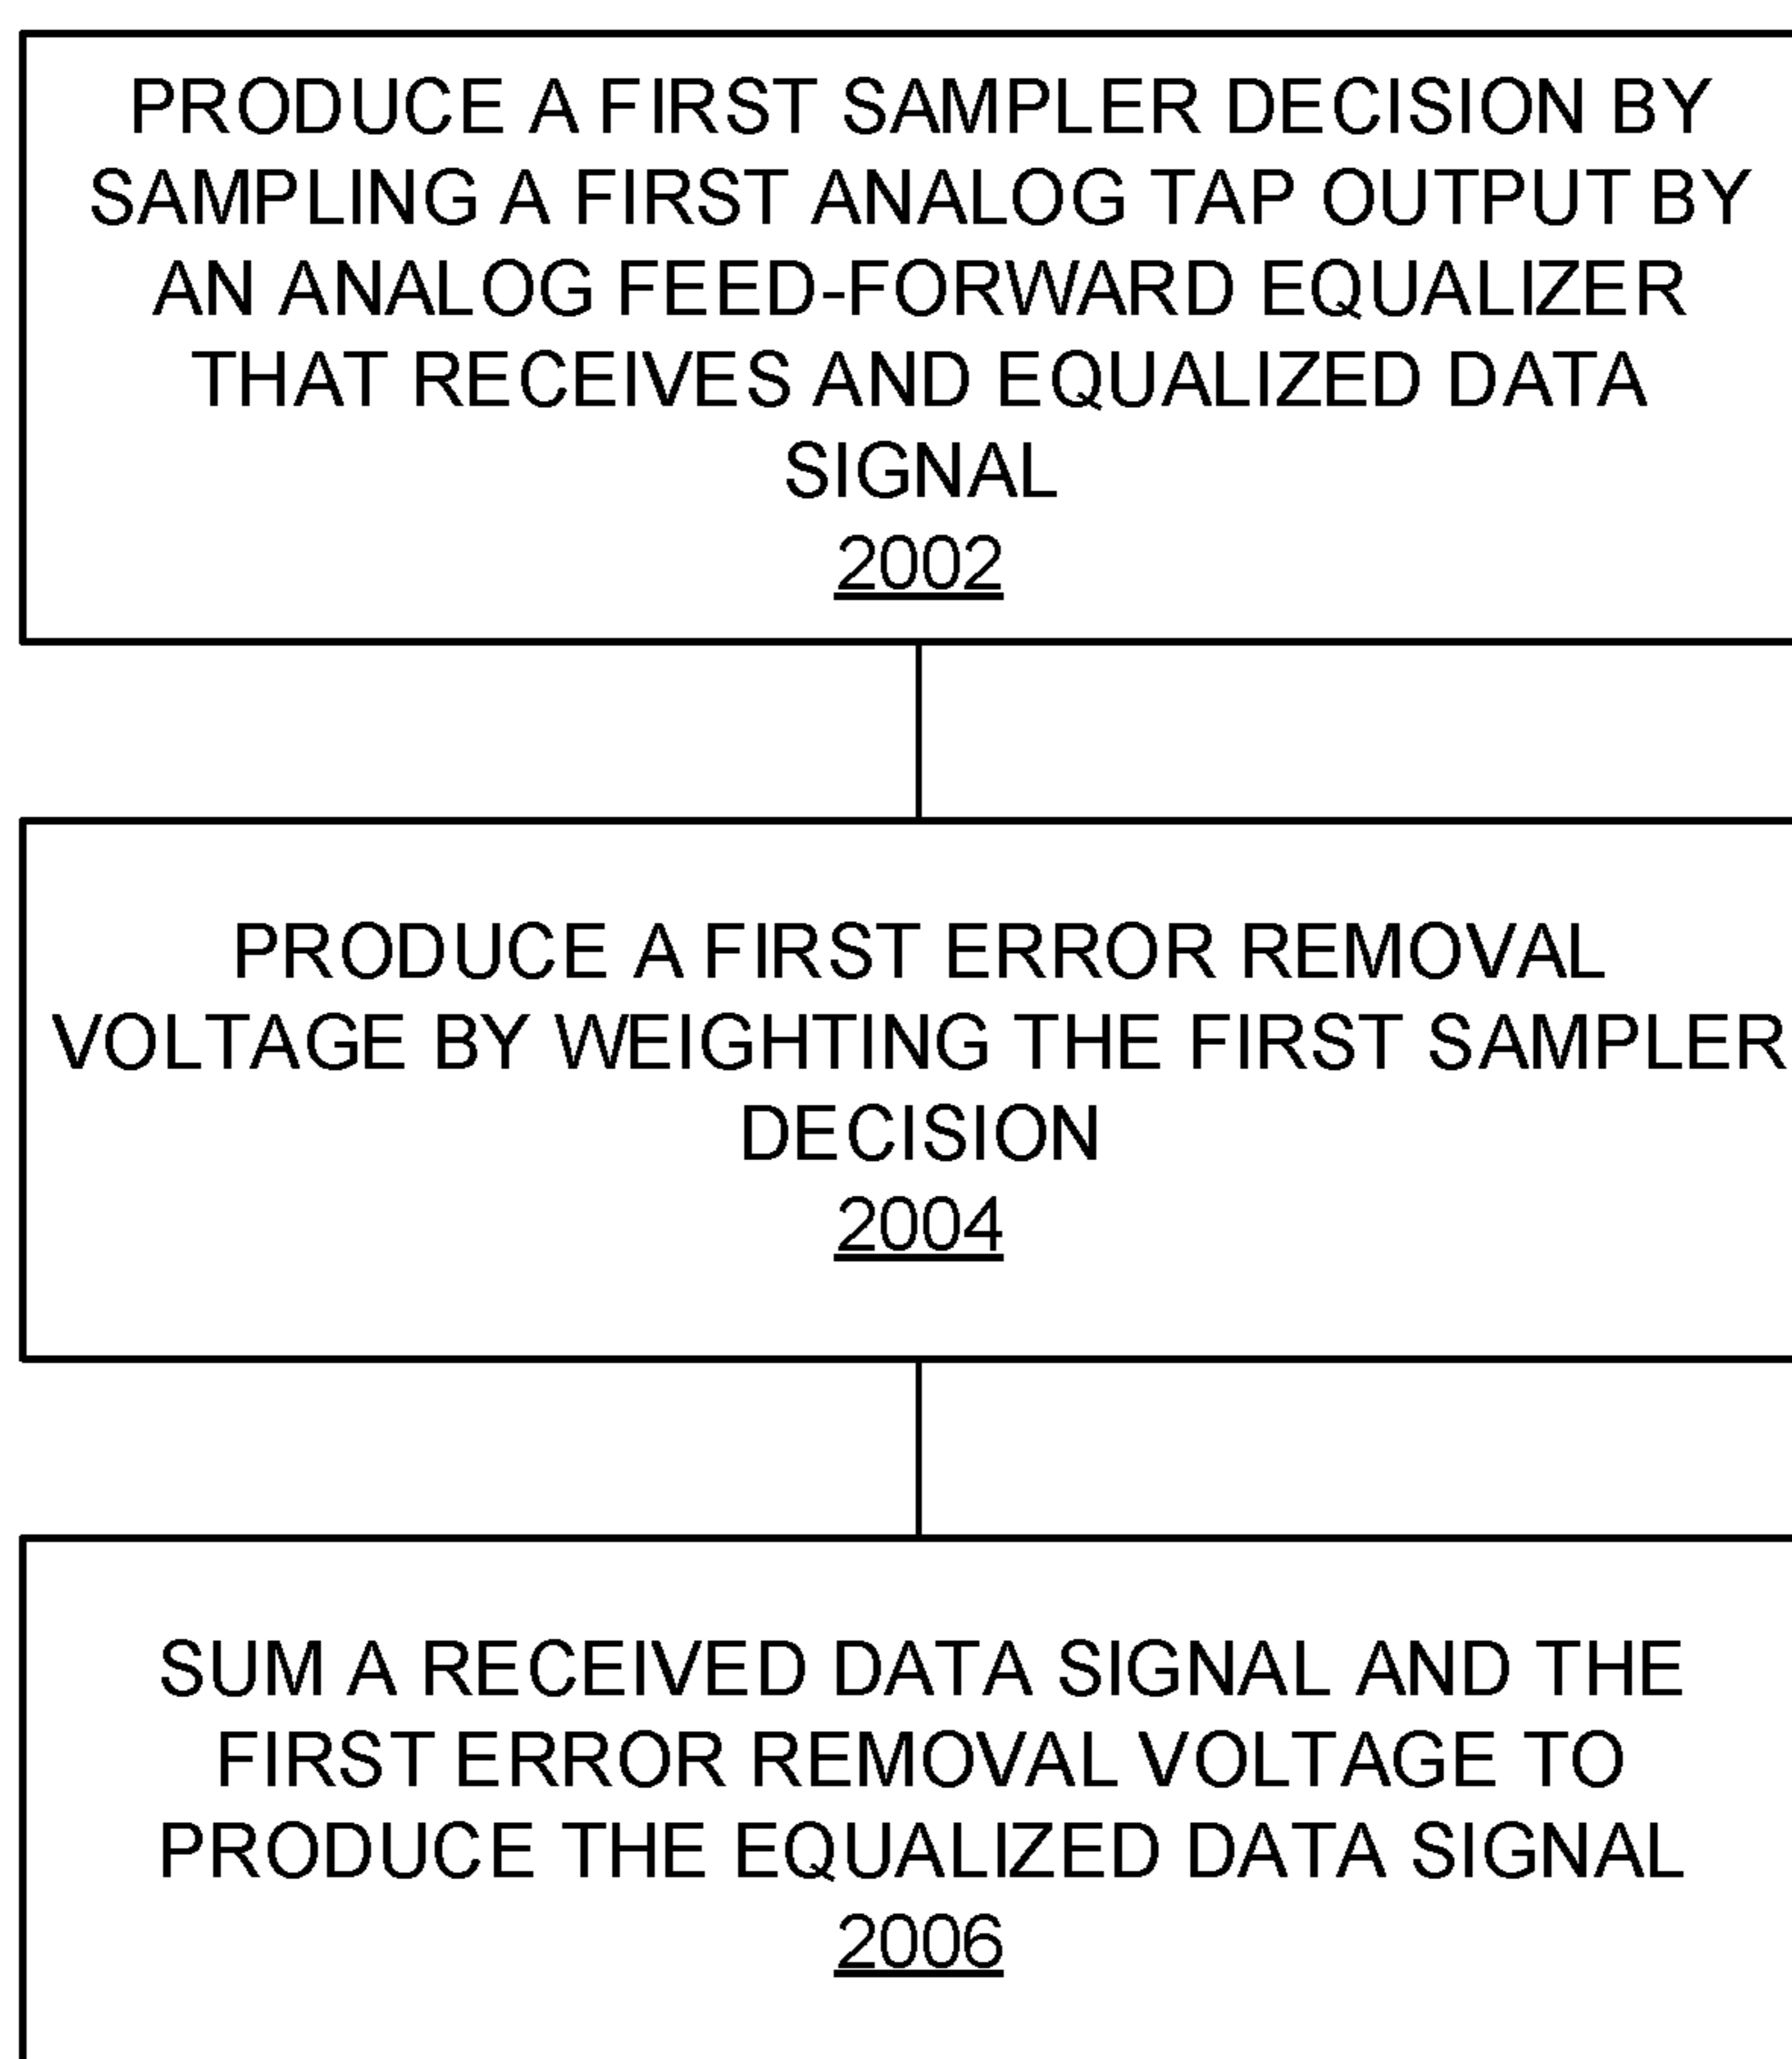 PRODUCE A FIRST SAMPLER DECISION BY
SAMPLING A FIRST ANALOG TAP OUTPUT BY
AN ANALOG FEED-FORWARD EQUALIZER
THAT RECEIVES AND EQUALIZED DATA
SIGNAL
2002
PRODUCE A FIRST ERROR REMOVAL
VOLTAGE BY WEIGHTING THE FIRST SAMPLER
DECISION
2004
SUM A RECEIVED DATA SIGNAL AND THE
FIRST ERROR REMOVAL VOLTAGE TO
PRODUCE THE EQUALIZED DATA SIGNAL
2006